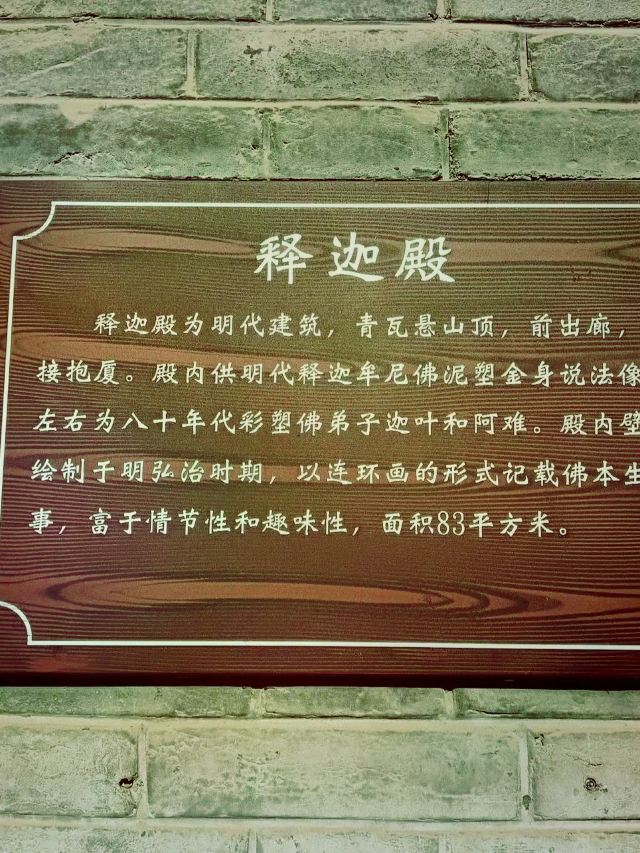 释迦殿
释迦殿为明代建筑，青瓦悬山顶，前出廊，
接抱厦。殿内供明代释迦牟尼佛泥塑金身说法像
左右为八十年代彩塑佛弟子迦叶和阿难。殿内壁
绘制于明弘治时期，以连环画的形式记载佛本生
事，富于情节性和趣味性，面积83平方米。